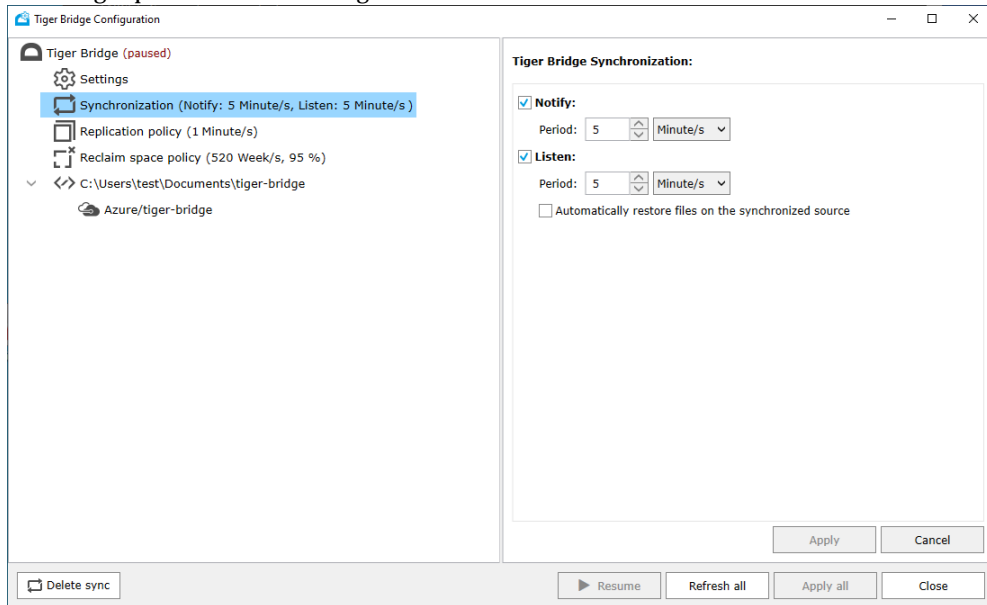 Tiger Bridge Configuration
Tiger Bridge (paused)
Settings
Synchronization (Notify: 5 Minute/s, Listen: 5 Minute/s )
Replication policy (1 Minute/s)
Reclaim space policy (520 Week/s, 95 %)
C:\Users\test\Documents\tiger-bridge
Azure/tiger-bridge
Tiger Bridge Synchronization:
Notify:
Period: 5 Minute/s
Listen:
Period: 5 Minute/s
Automatically restore files on the synchronized source
Apply Cancel
Delete sync Resume Refresh all Apply all Close